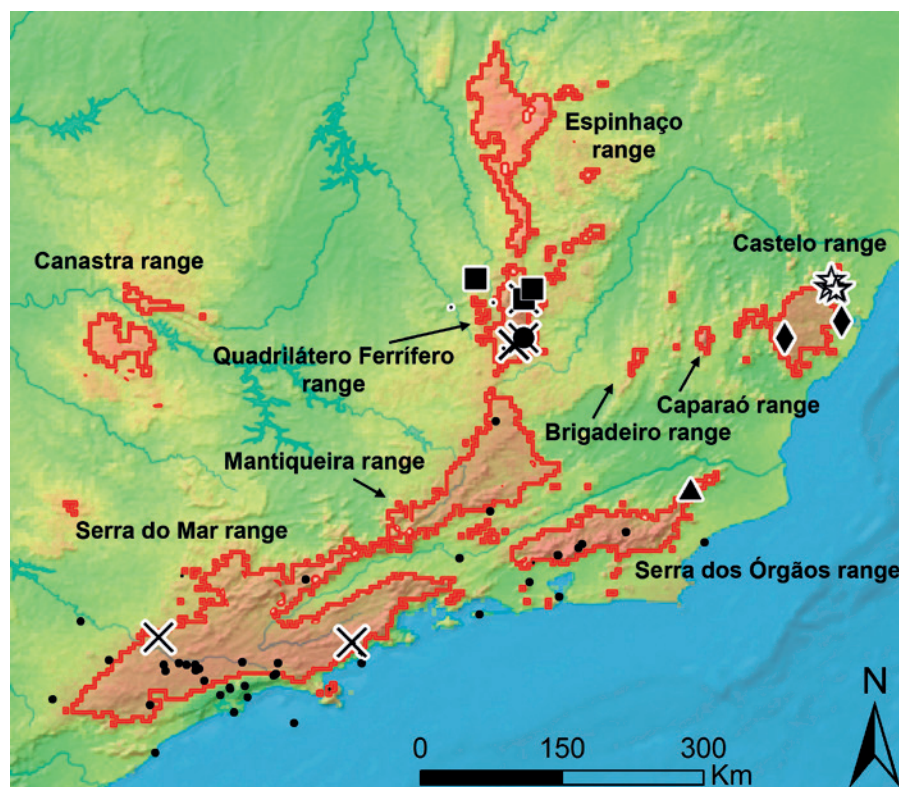 Espinhaço
range
Castelo range
Canastra range
Quadrilátero Ferrífero
range
Caparaó range
Brigadeiro range
Mantiqueira range
Serra do Mar range
Serra dos Órgãos range
N
0 150 300
Km